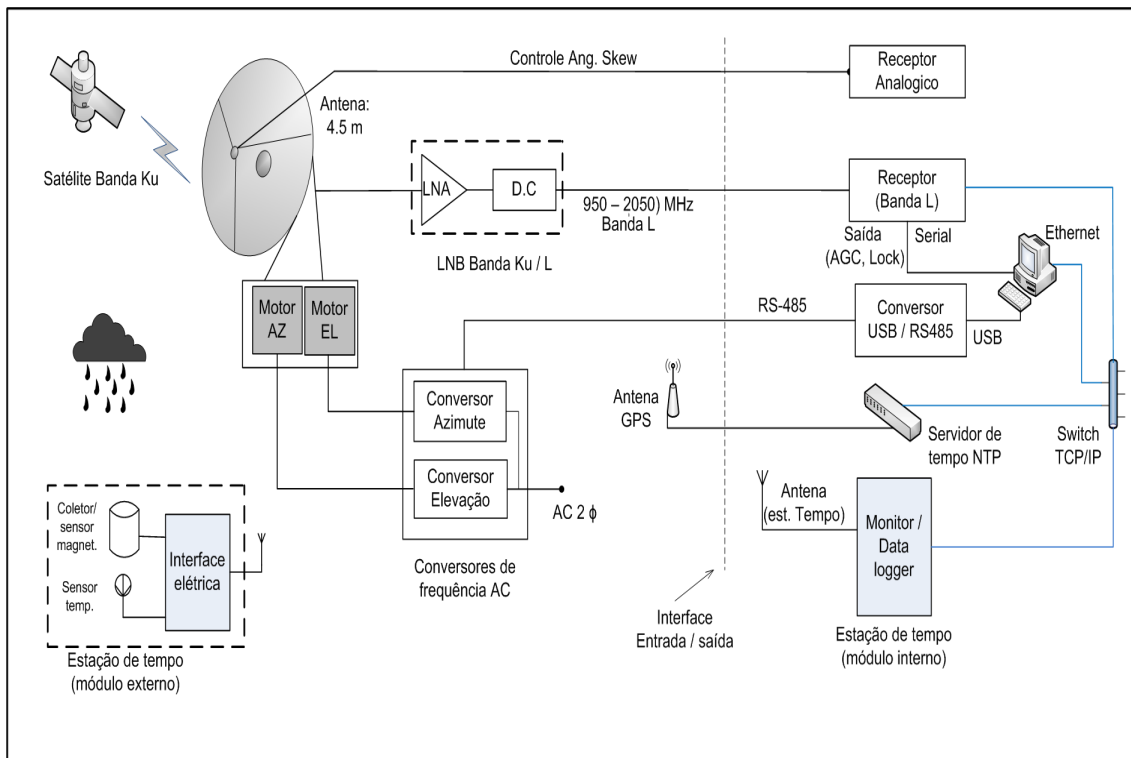 Controle Ang. Skew
Receptor
Analogico
Antena:
4.5 m
Satélite Banda Ku
LNA
D.C
950 – 2050) MHz
Banda L
LNB Banda Ku / L
Receptor
(Banda L)
Saída
(AGC, Lock)
Serial
Ethernet
Motor
AZ
Motor
EL
RS-485
Conversor
USB / RS485
USB
Conversor
Azimute
Conversor
Elevação
AC 2 ϕ
Conversores de
frequência AC
Antena
GPS
Servidor de
tempo NTP
Switch
TCP/IP
Coletor/
sensor
magnet.
Sensor
temp.
Interface
elétrica
Estação de tempo
(módulo externo)
Interface
Entrada / saída
Antena
(est. Tempo)
Monitor /
Data
logger
Estação de tempo
(módulo interno)